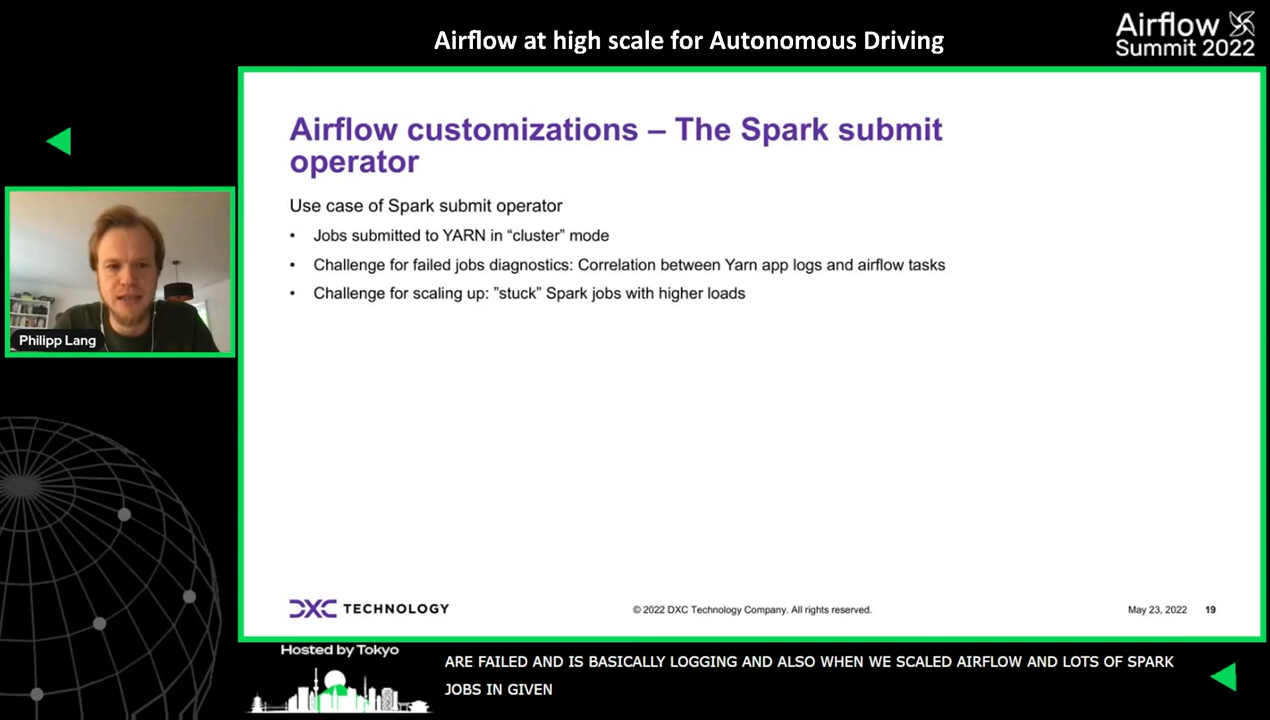 Airflow at high scale for Autonomous Driving
Airflow
Summit 2022
Airflow customizations – The Spark submit
operator
Use case of Spark submit operator
• Jobs submitted to YARN in “cluster” mode
• Challenge for failed jobs diagnostics: Correlation between Yarn app logs and airflow tasks
• Challenge for scaling up: ”stuck” Spark jobs with higher loads
Philipp Lang
DXC TECHNOLOGY
© 2022 DXC Technology Company. All rights reserved.
May 23, 2022 19
Hosted by Tokyo
ARE FAILED AND IS BASICALLY LOGGING AND ALSO WHEN WE SCALED AIRFLOW AND LOTS OF SPARK
JOBS IN GIVEN